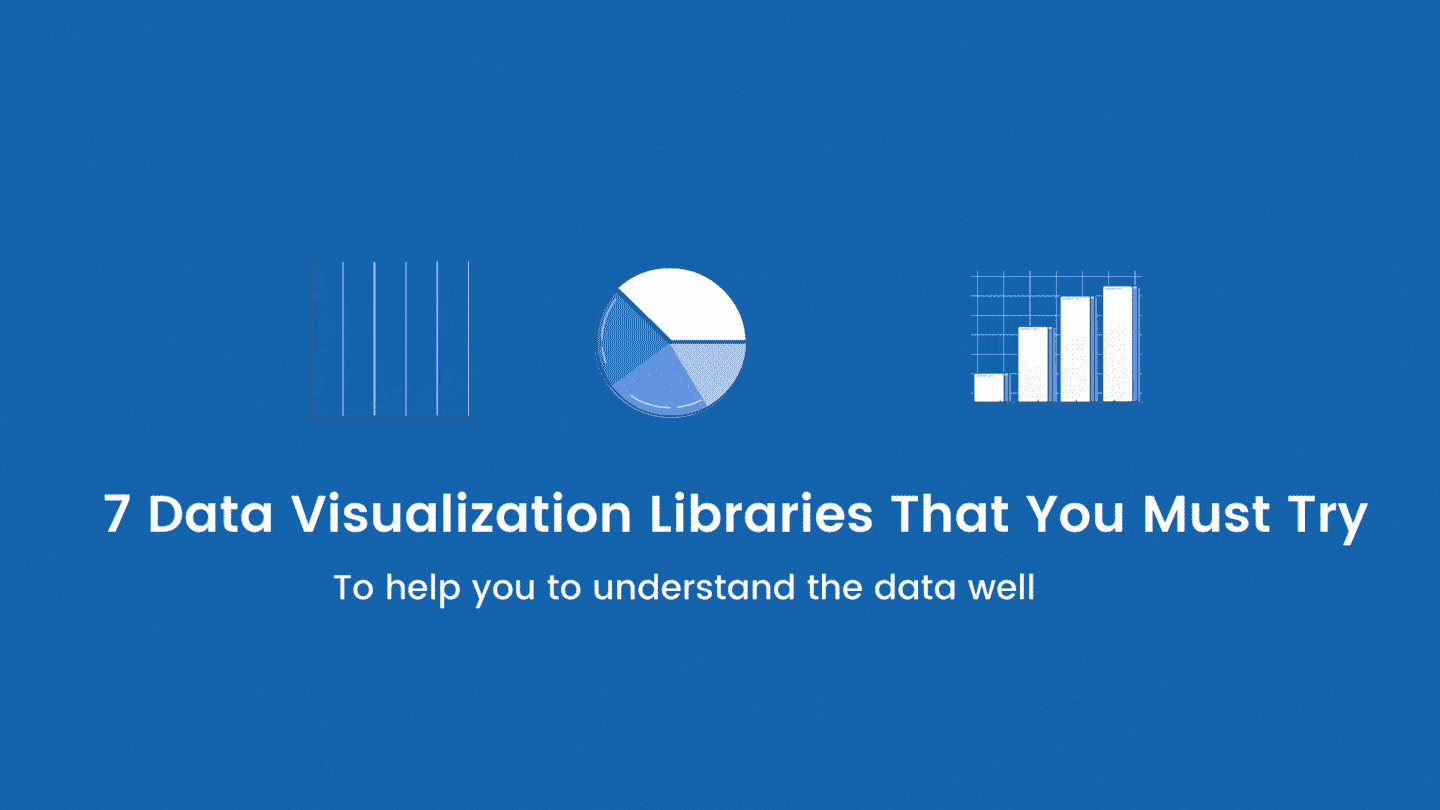 7 Data Visualization Libraries That You Must Try
To help you to understand the data well